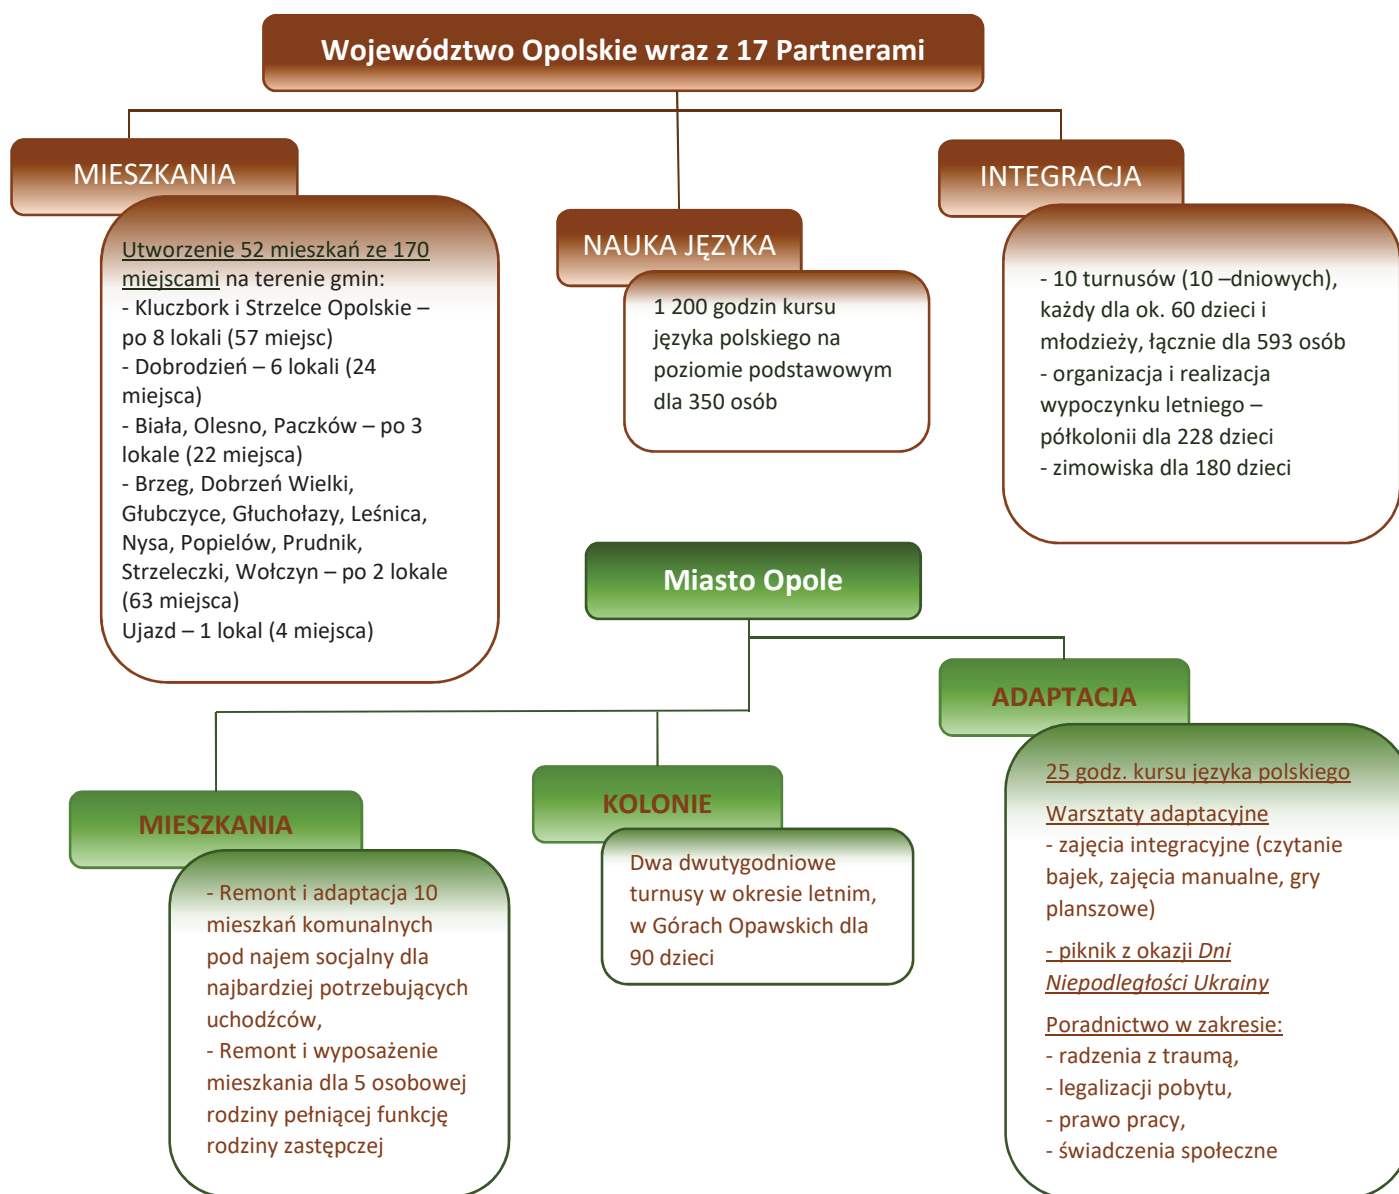 Województwo Opolskie wraz z 17 Partnerami
MIESZKANIA
Utworzenie 52 mieszkań ze 170
miejscami na terenie gmin:
- Kluczbork i Strzelce Opolskie –
po 8 lokali (57 miejsc)
- Dobrodzień – 6 lokali (24
miejsca)
- Biała, Olesno, Paczków – po 3
lokale (22 miejsca)
- Brzeg, Dobrzeń Wielki,
Głubczyce, Głuchołazy, Leśnica,
Nysa, Popielów, Prudnik,
Strzeleczki, Wołczyn – po 2 lokale
(63 miejsca)
Ujazd – 1 lokal (4 miejsca)
NAUKA JĘZYKA
1 200 godzin kursu
języka polskiego na
poziomie podstawowym
dla 350 osób
INTEGRACJA
- 10 turnusów (10 –dniowych),
każdy dla ok. 60 dzieci i
młodzieży, łącznie dla 593 osób
- organizacja i realizacja
wypoczynku letniego –
półkolonii dla 228 dzieci
- zimowiska dla 180 dzieci
Miasto Opole
MIESZKANIA
- Remont i adaptacja 10
mieszkań komunalnych
pod najem socjalny dla
najbardziej potrzebujących
uchodźców,
- Remont i wyposażenie
mieszkania dla 5 osobowej
rodziny pełniącej funkcję
rodziny zastępczej
KOLONIE
Dwa dwutygodniowe
turnusy w okresie letnim,
w Górach Opawskich dla
90 dzieci
ADAPTACJA
25 godz. kursu języka polskiego
Warsztaty adaptacyjne
- zajęcia integracyjne (czytanie
bajek, zajęcia manualne, gry
planszowe)
- piknik z okazji Dni
Niepodległości Ukrainy
Poradnictwo w zakresie:
- radzenia z traumą,
- legalizacji pobytu,
- prawo pracy,
- świadczenia społeczne